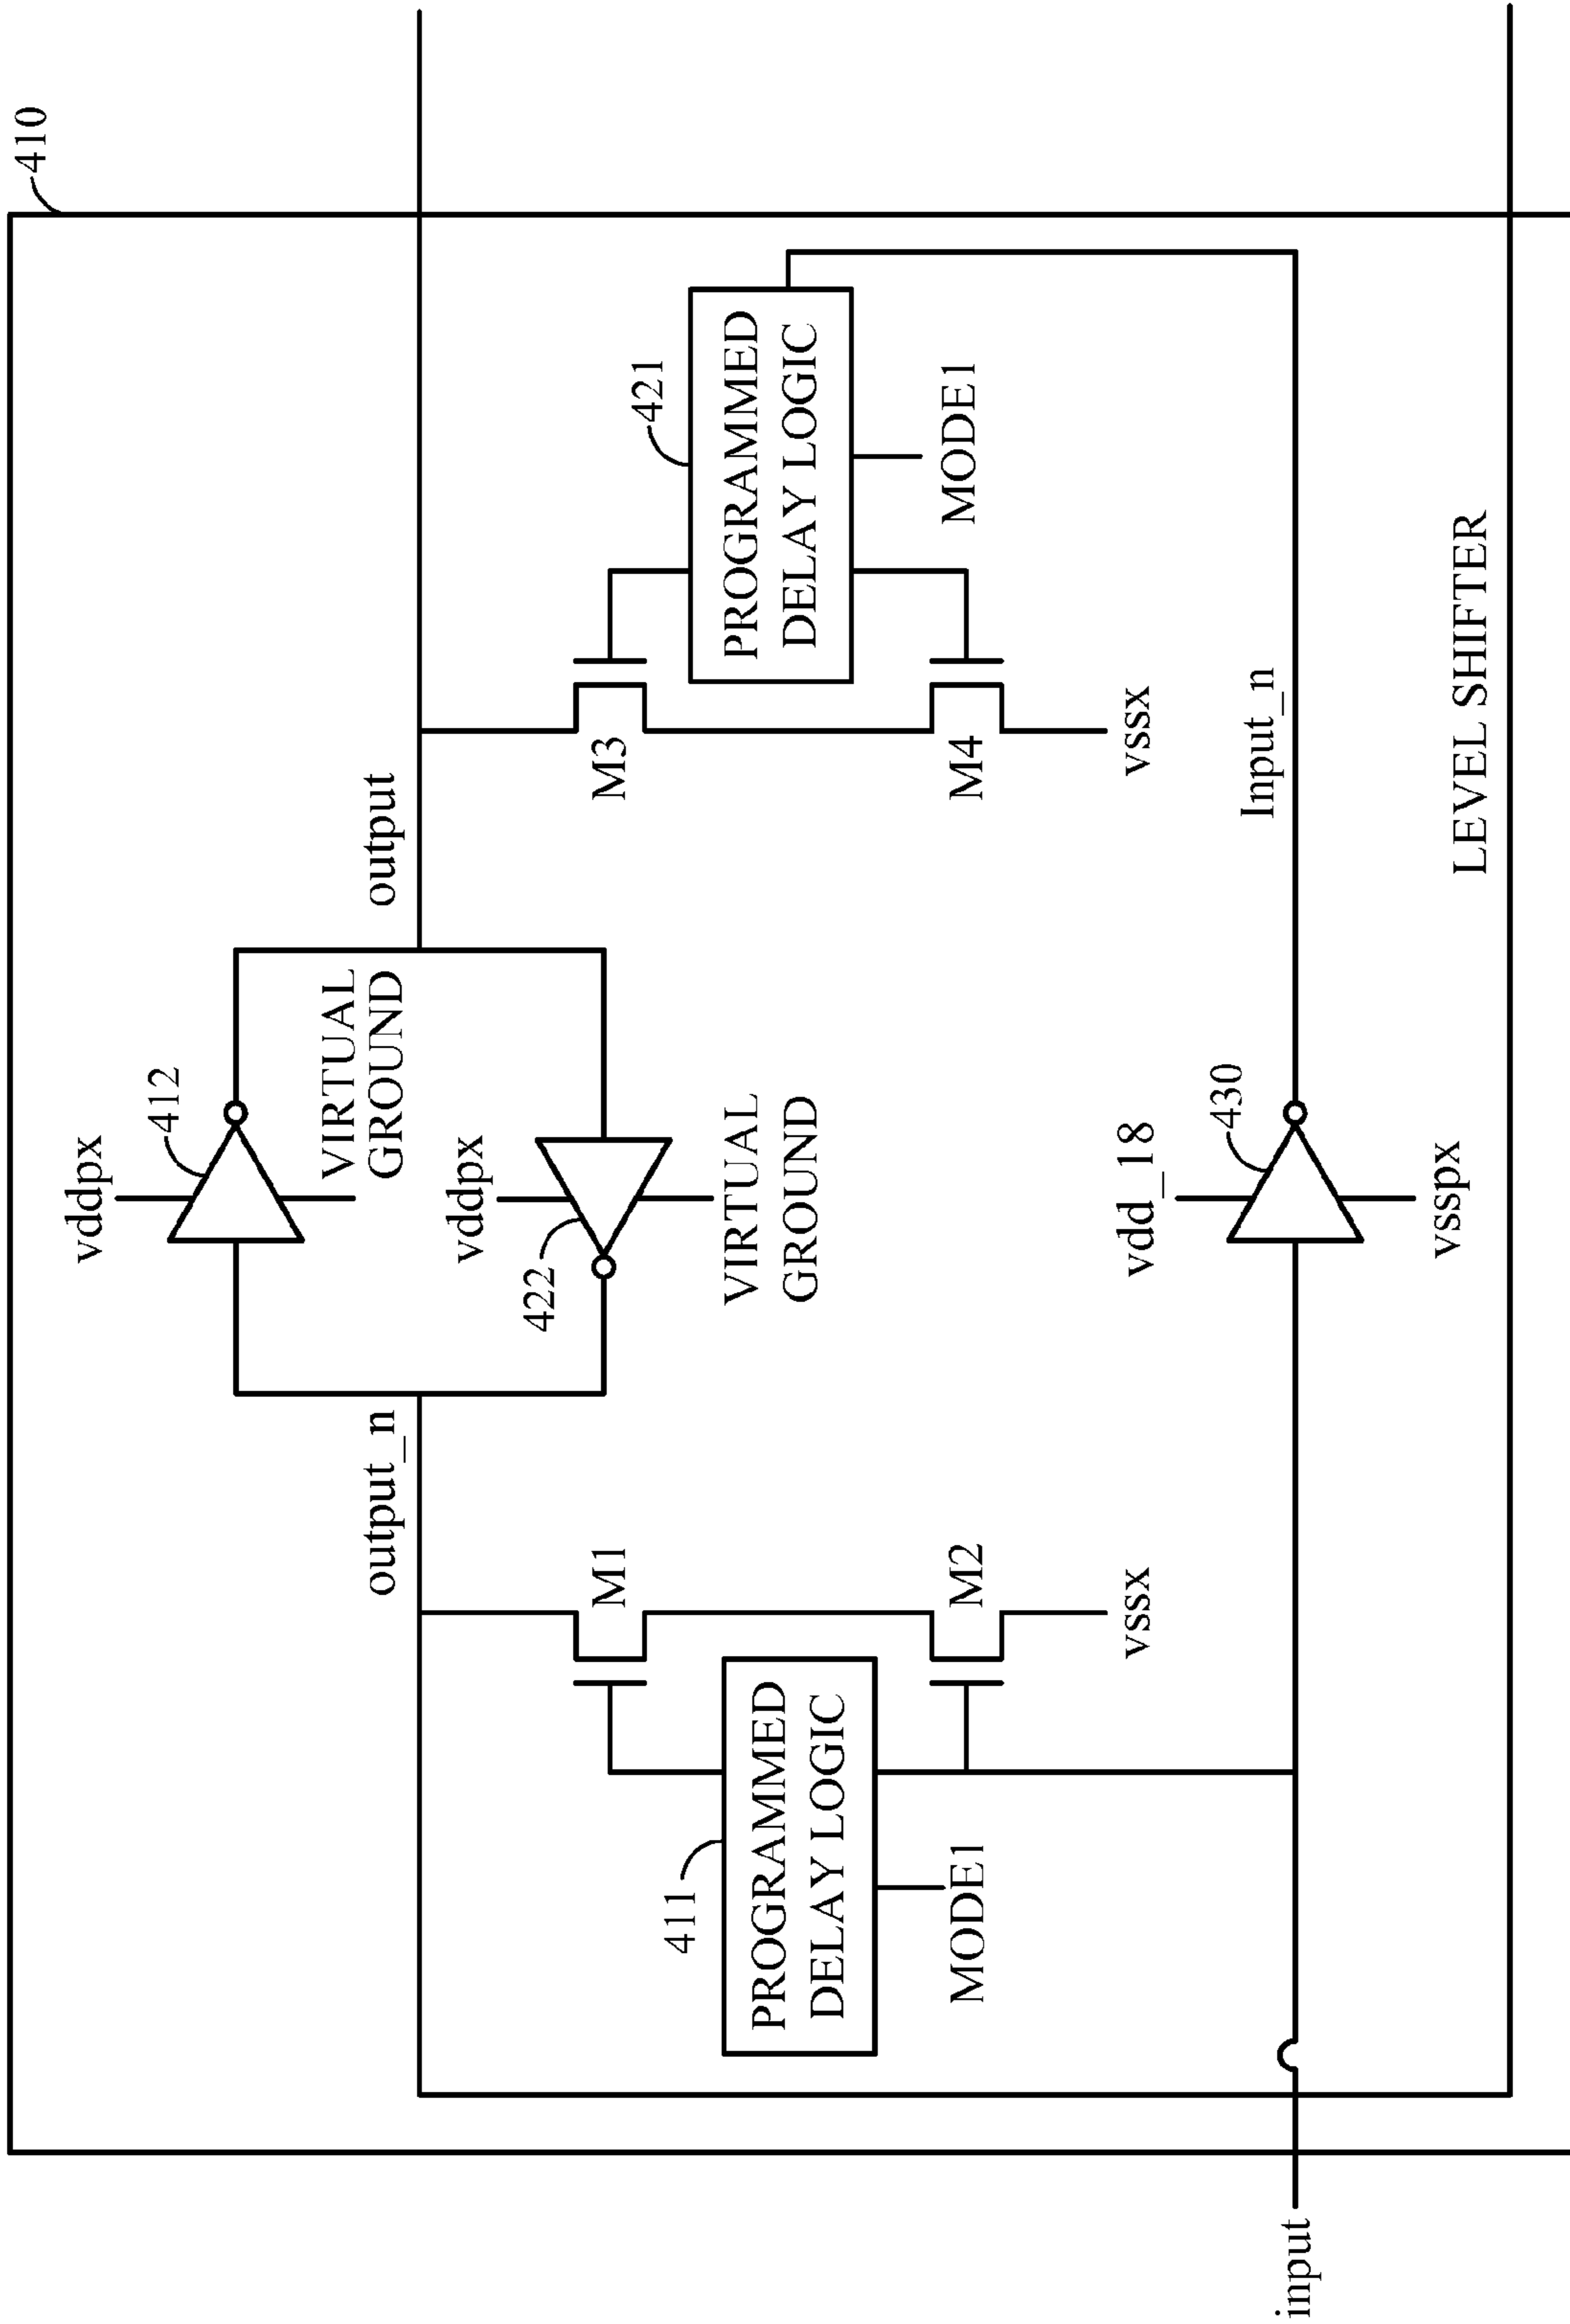 410
vddpx
412
VIRTUAL
GROUND
output_n
output
vddpx
422
VIRTUAL
GROUND
M1
M3
421
PROGRAMMED
DELAY LOGIC
411
PROGRAMMED
DELAY LOGIC
MODE1
M2
M4
MODE1
vssx
vssx
vdd_18
430
Input_n
input
vsspx
LEVEL SHIFTER